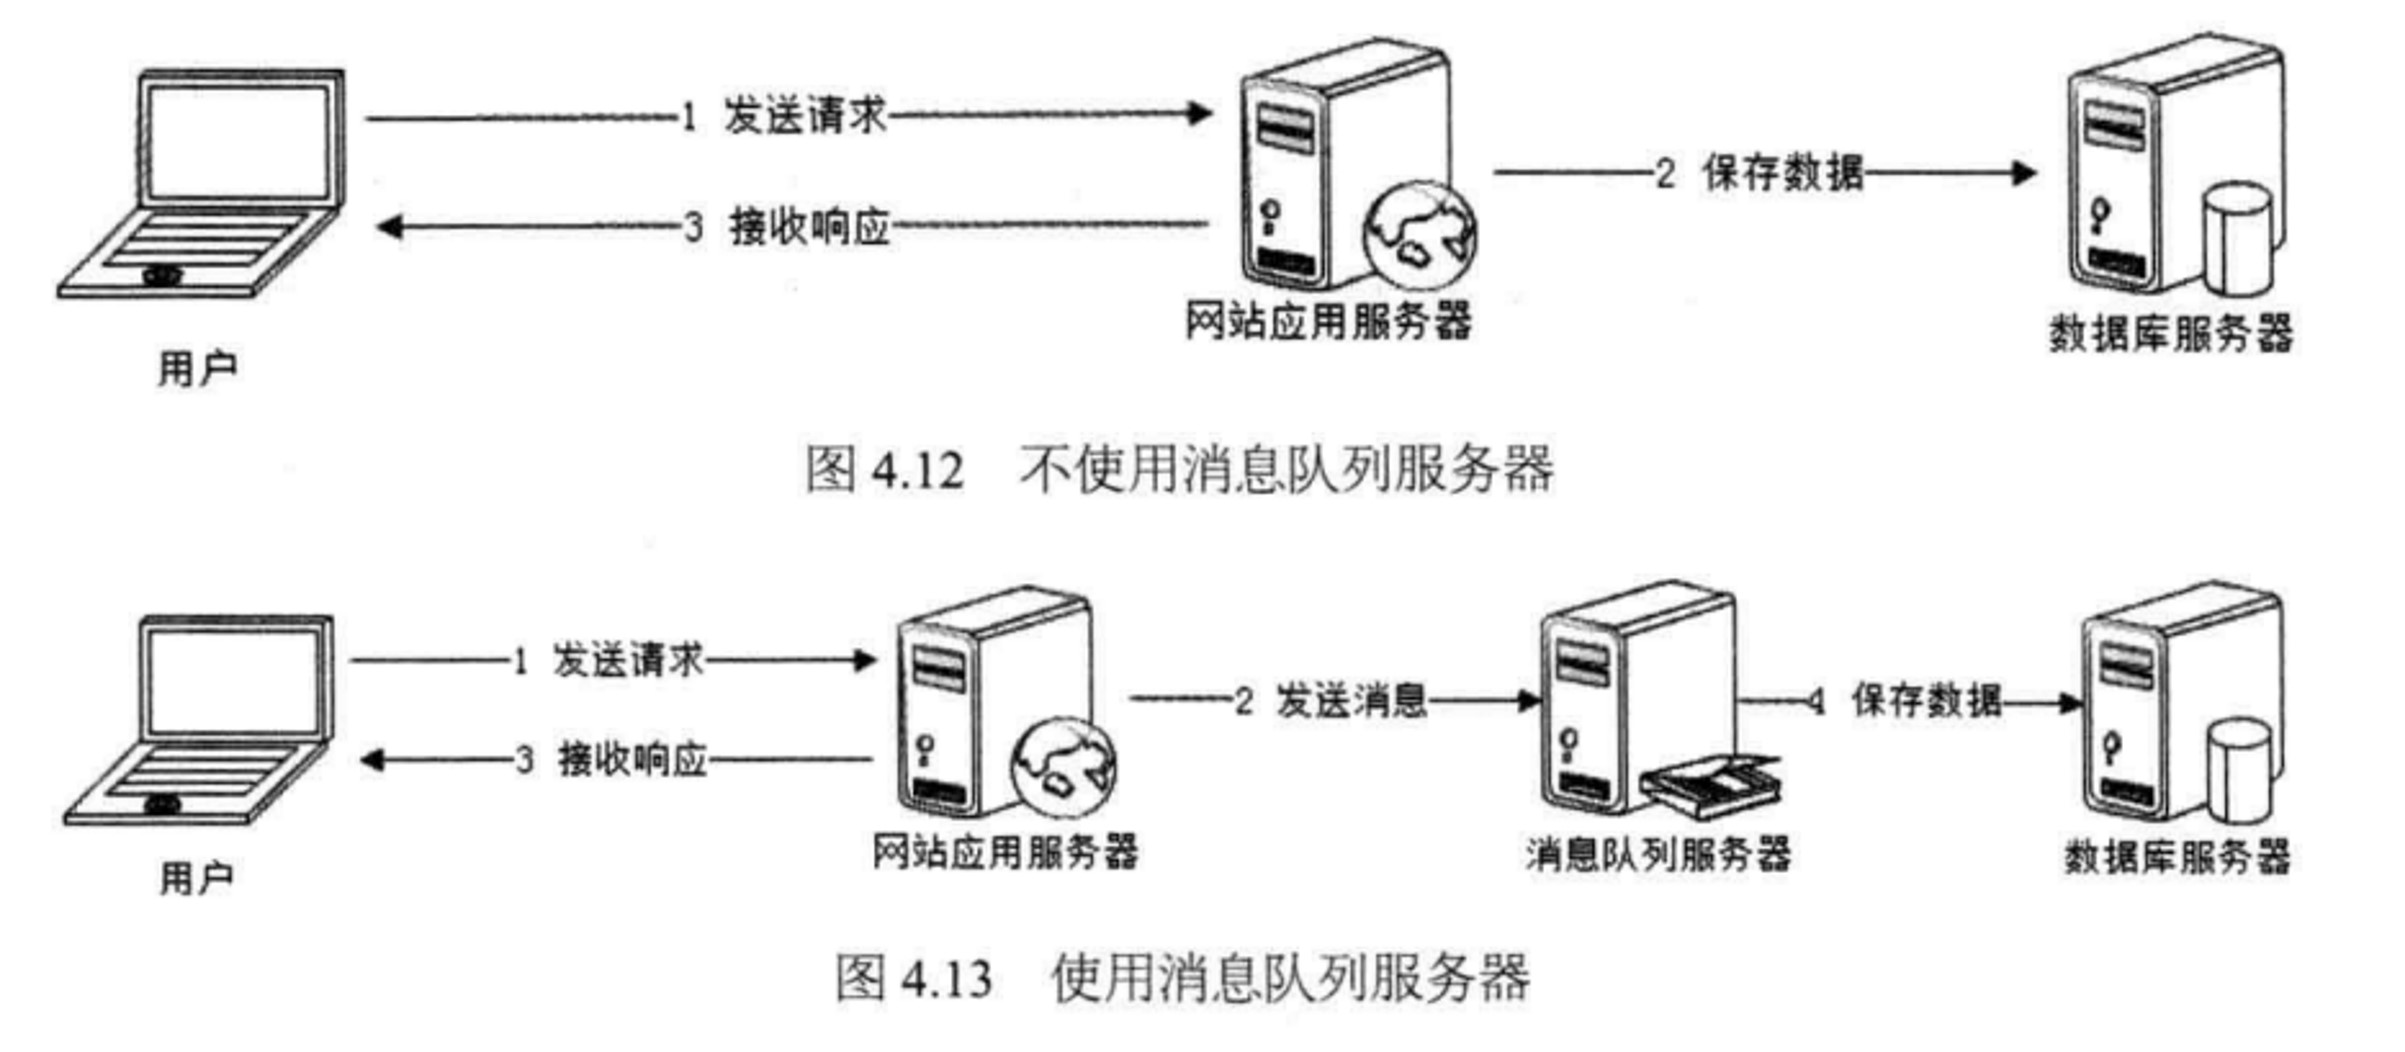 1 发送请求
2 保存数据
3 接收响应
网站应用服务器
数据库服务器
用户
图 4.12 不使用消息队列服务器
1 发送请求
2 发送消息
4 保存数据
3 接收响应
网站应用服务器
消息队列服务器
数据库服务器
用户
图 4.13 使用消息队列服务器